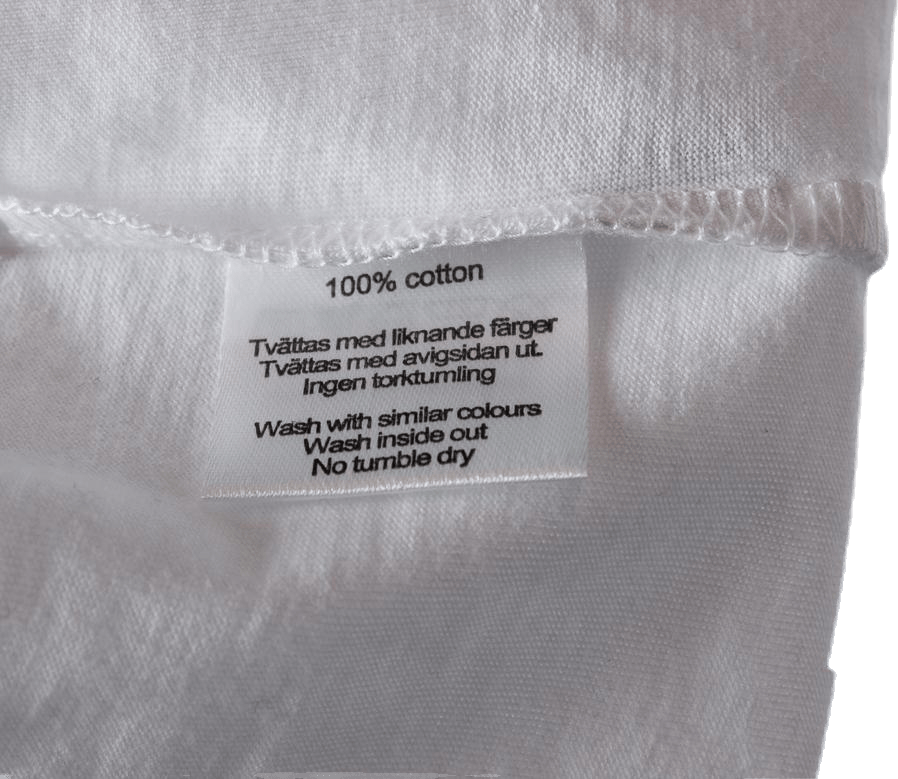 100% cotton
Tvättas med liknande färger
Tvättas med avigsidan ut.
Ingen torktumling
Wash with similar colours
Wash inside out
No tumble dry